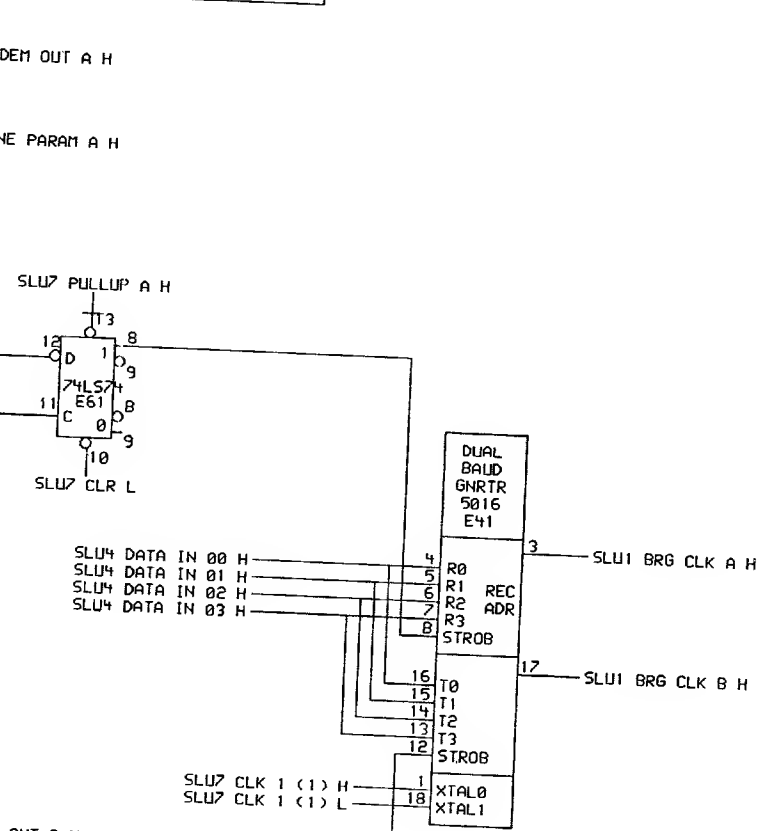 DEM OUT A H
NE PARAM A H
SLU7 PULLUP A H
T3
12 D 1 8
9
74LS74
11 E61 8
C 0
9
10
SLU7 CLR L
DUAL
BAUD
GNRTR
5016
E41
3 SLU1 BRG CLK A H
SLU4 DATA IN 00 H 4 R0
SLU4 DATA IN 01 H 5 R1 REC
SLU4 DATA IN 02 H 6 R2 ADR
SLU4 DATA IN 03 H 7 R3
8 STROB
17 SLU1 BRG CLK B H
16 T0
15 T1
14 T2
13 T3
12 STROB
SLU7 CLK 1 (1) H 1 XTAL0
SLU7 CLK 1 (1) L 18 XTAL1